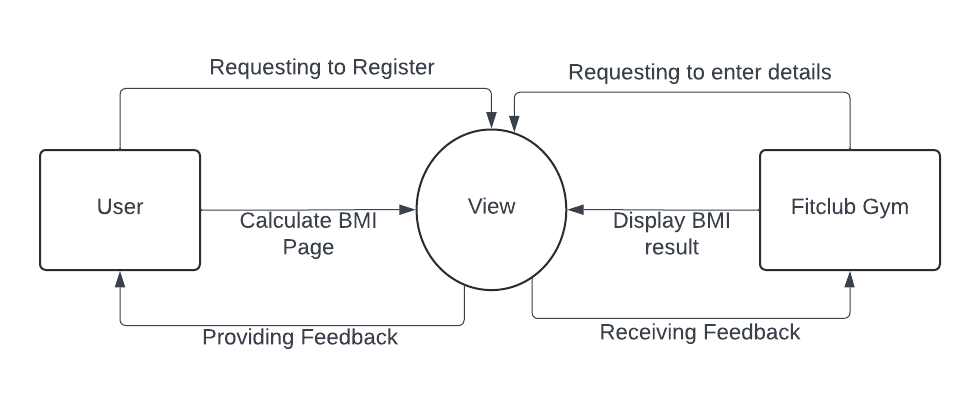 Requesting to Register
Requesting to enter details
User
View
Fitclub Gym
Calculate BMI
Page
Display BMI
result
Providing Feedback
Receiving Feedback